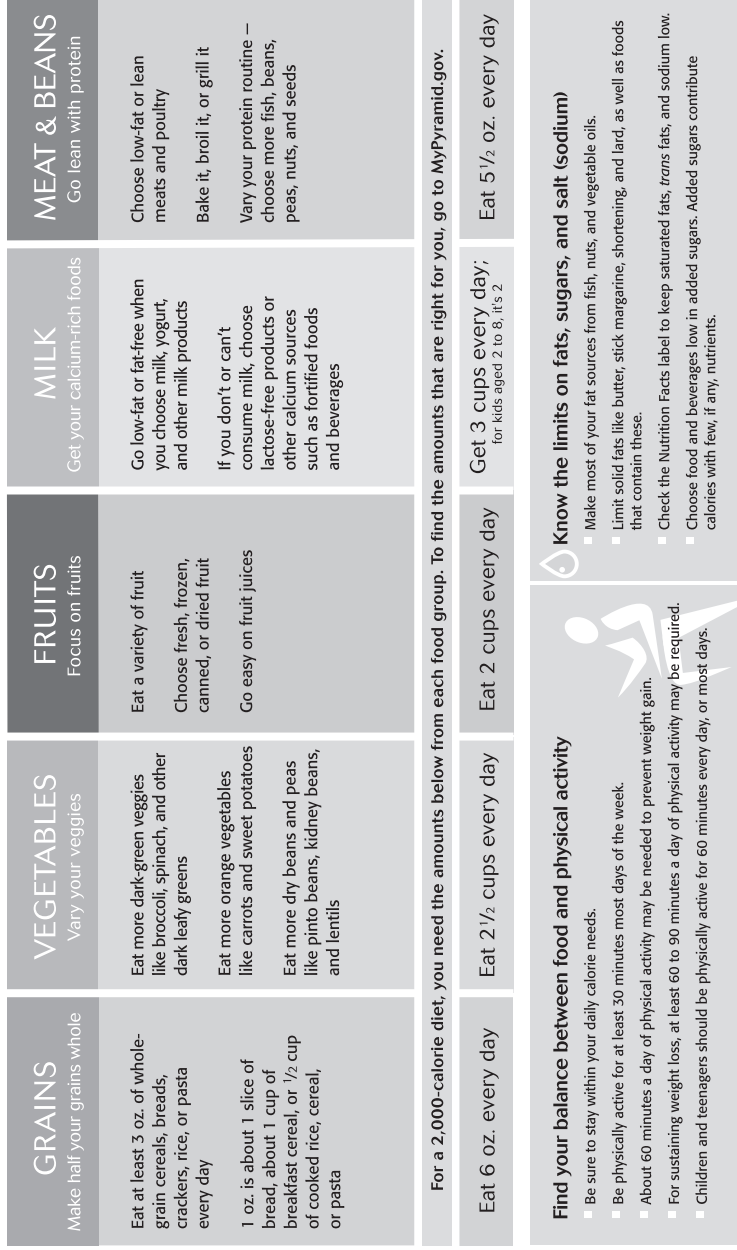 GRAINS
Make half your grains whole
Eat at least 3 oz. of whole-
grain cereals, breads,
crackers, rice, or pasta
every day
1 oz. is about 1 slice of
bread, about 1 cup of
breakfast cereal, or 1/2 cup
of cooked rice, cereal,
or pasta
VEGETABLES
Vary your veggies
Eat more dark-green veggies
like broccoli, spinach, and other
dark leafy greens
Eat more orange vegetables
like carrots and sweet potatoes
Eat more dry beans and peas
like pinto beans, kidney beans,
and lentils
FRUITS
Focus on fruits
Eat a variety of fruit
Choose fresh, frozen,
canned, or dried fruit
Go easy on fruit juices
MILK
Get your calcium-rich foods
Go low-fat or fat-free when
you choose milk, yogurt,
and other milk products
If you don't or can't
consume milk, choose
lactose-free products or
other calcium sources
such as fortified foods
and beverages
MEAT & BEANS
Go lean with protein
Choose low-fat or lean
meats and poultry
Bake it, broil it, or grill it
Vary your protein routine –
choose more fish, beans,
peas, nuts, and seeds
For a 2,000-calorie diet, you need the amounts below from each food group. To find the amounts that are right for you, go to MyPyramid.gov.
Eat 6 oz. every day
Eat 2 1/2 cups every day
Eat 2 cups every day
Get 3 cups every day;
for kids aged 2 to 8, it's 2
Eat 5 1/2 oz. every day
Find your balance between food and physical activity
Be sure to stay within your daily calorie needs.
Be physically active for at least 30 minutes most days of the week.
About 60 minutes a day of physical activity may be needed to prevent weight gain.
For sustaining weight loss, at least 60 to 90 minutes a day of physical activity may be required.
Children and teenagers should be physically active for 60 minutes every day, or most days.
Know the limits on fats, sugars, and salt (sodium)
Make most of your fat sources from fish, nuts, and vegetable oils.
Limit solid fats like butter, stick margarine, shortening, and lard, as well as foods
that contain these.
Check the Nutrition Facts label to keep saturated fats, trans fats, and sodium low.
Choose food and beverages low in added sugars. Added sugars contribute
calories with few, if any, nutrients.